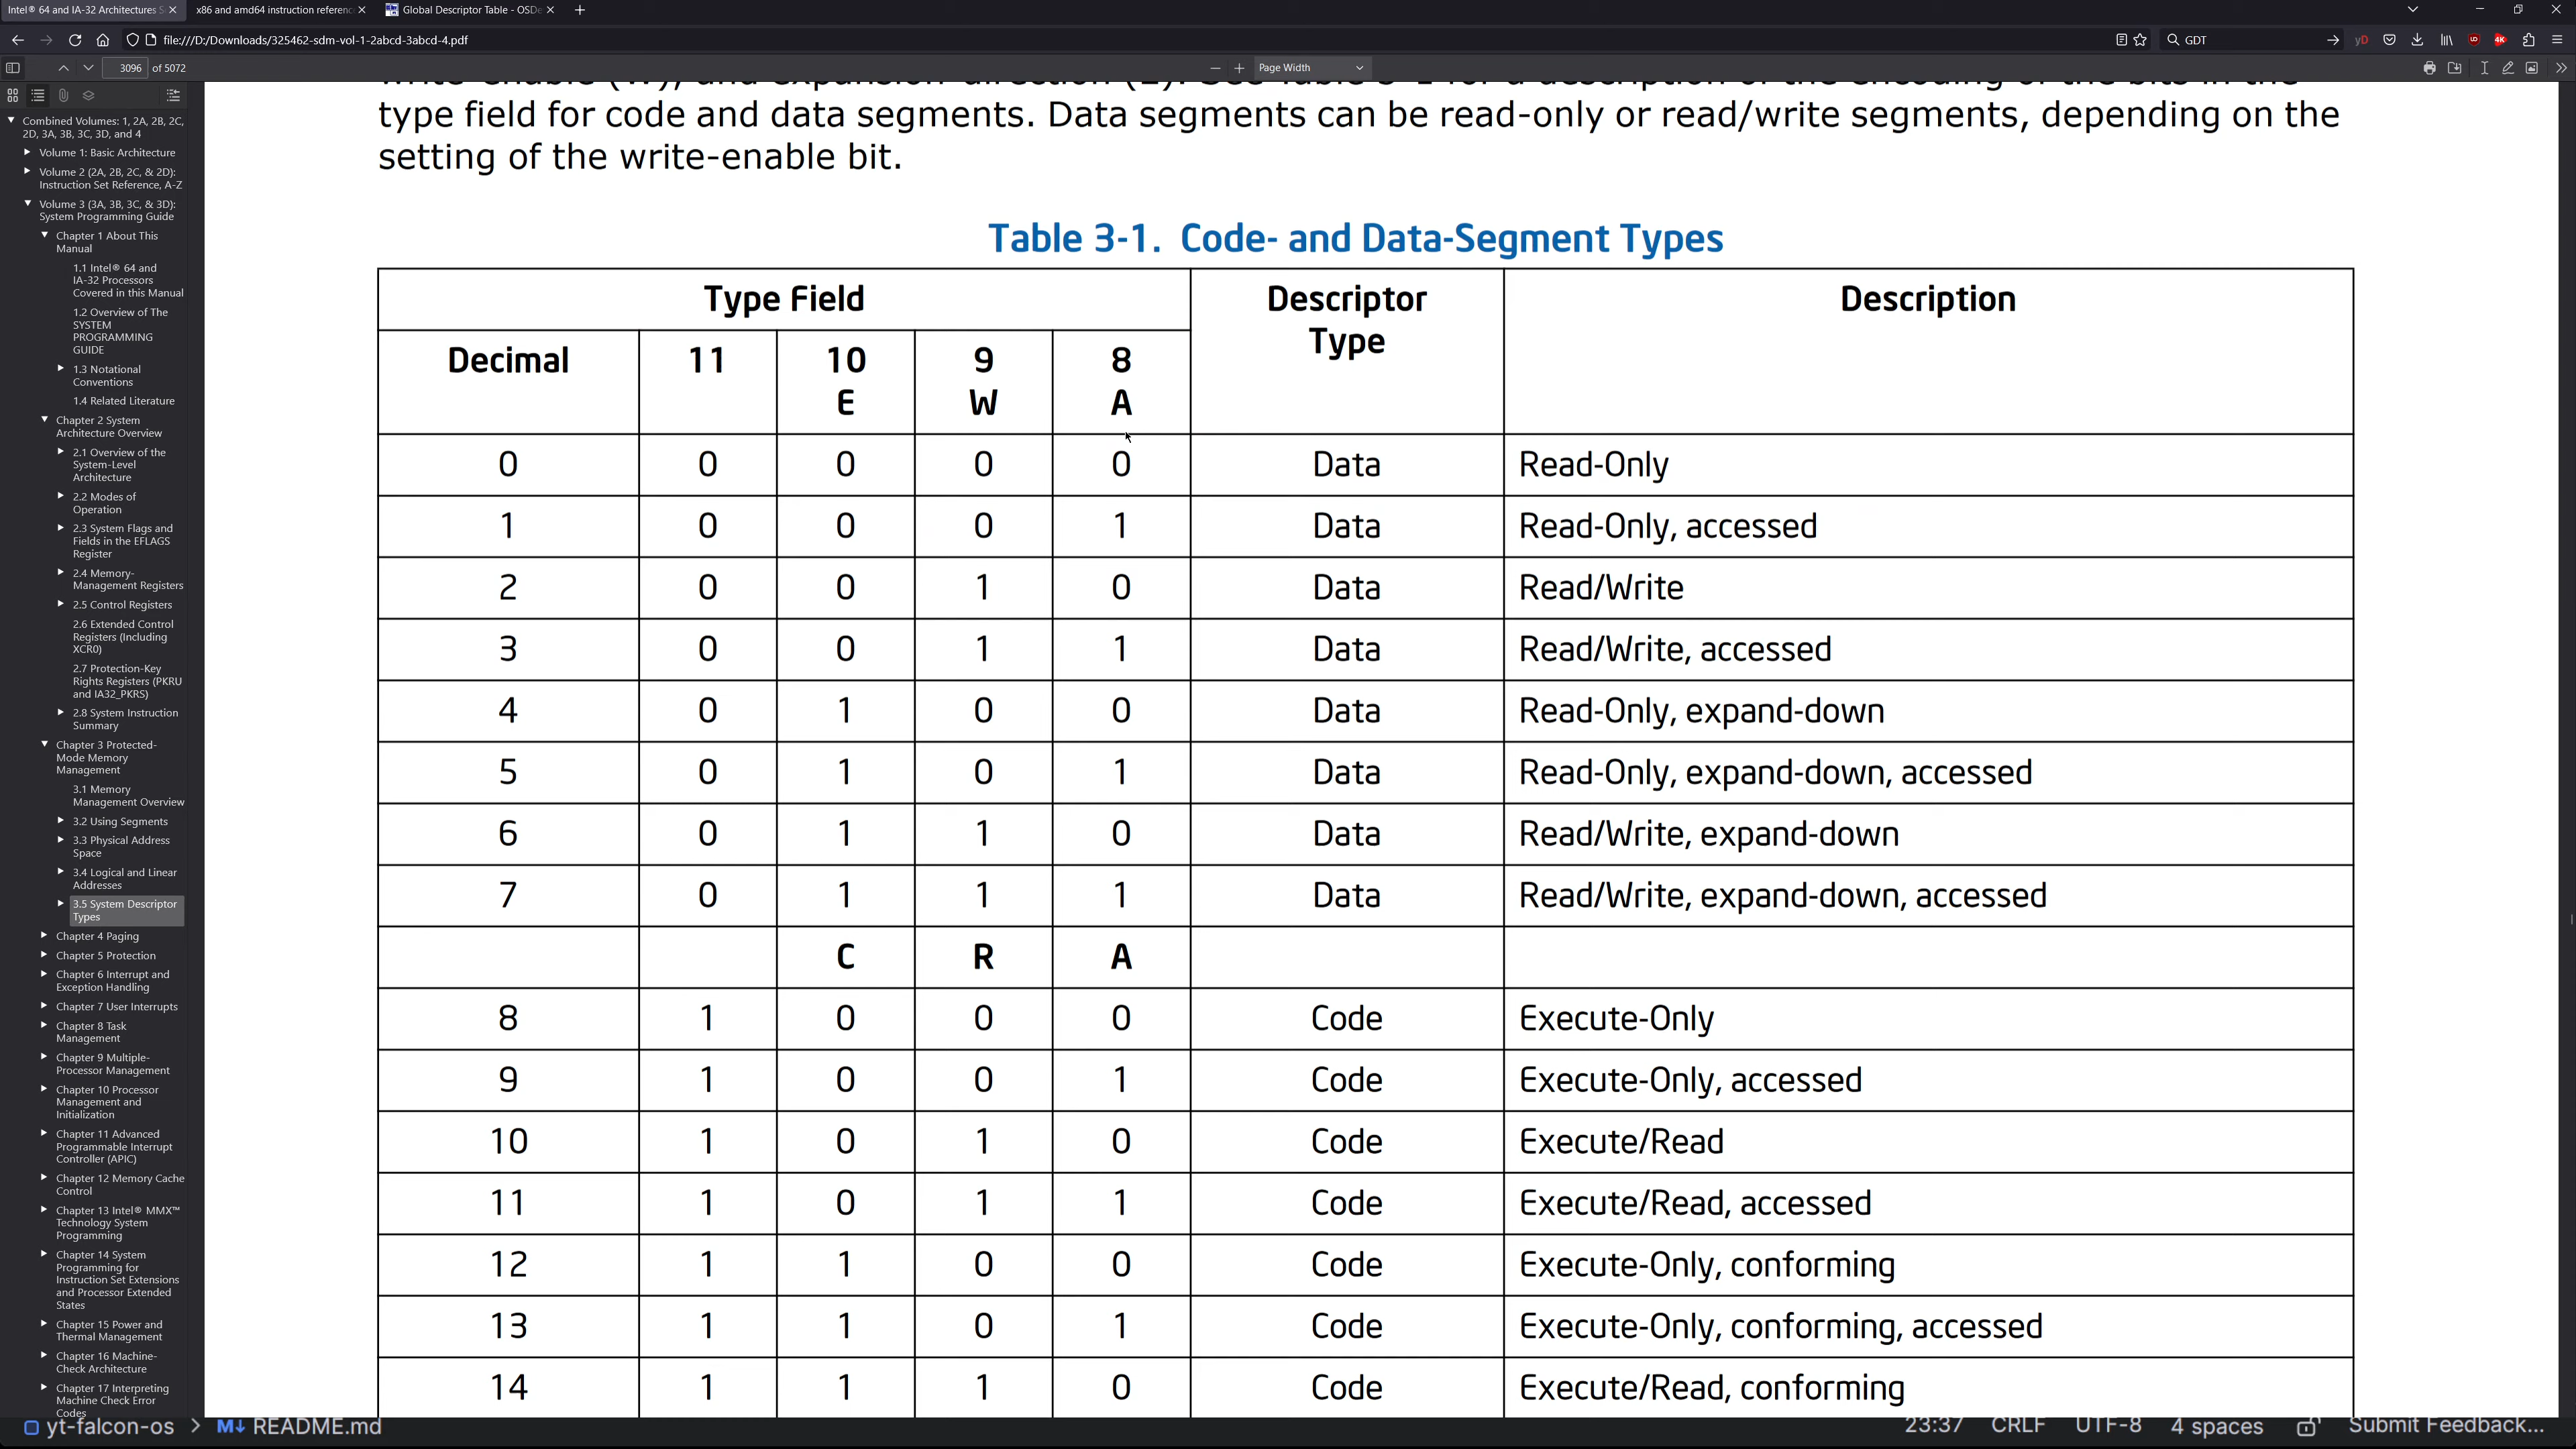 Intel® 64 and IA-32 Architectures S
x86 and amd64 instruction referenc
Global Descriptor Table - OSDe
file:///D:/Downloads/325462-sdm-vol-1-2abcd-3abcd-4.pdf
GDT
3096 of 5072
Page Width
Combined Volumes: 1, 2A, 2B, 2C,
2D, 3A, 3B, 3C, 3D, and 4
Volume 1: Basic Architecture
Volume 2 (2A, 2B, 2C, & 2D):
Instruction Set Reference, A-Z
Volume 3 (3A, 3B, 3C, & 3D):
System Programming Guide
Chapter 1 About This
Manual
1.1 Intel® 64 and
IA-32 Processors
Covered in this Manual
1.2 Overview of The
SYSTEM
PROGRAMMING
GUIDE
1.3 Notational
Conventions
1.4 Related Literature
Chapter 2 System
Architecture Overview
2.1 Overview of the
System-Level
Architecture
2.2 Modes of
Operation
2.3 System Flags and
Fields in the EFLAGS
Register
2.4 Memory-
Management Registers
2.5 Control Registers
2.6 Extended Control
Registers (Including
XCR0)
2.7 Protection-Key
Rights Registers (PKRU
and IA32_PKRS)
2.8 System Instruction
Summary
Chapter 3 Protected-
Mode Memory
Management
3.1 Memory
Management Overview
3.2 Using Segments
3.3 Physical Address
Space
3.4 Logical and Linear
Addresses
3.5 System Descriptor
Types
Chapter 4 Paging
Chapter 5 Protection
Chapter 6 Interrupt and
Exception Handling
Chapter 7 User Interrupts
Chapter 8 Task
Management
Chapter 9 Multiple-
Processor Management
Chapter 10 Processor
Management and
Initialization
Chapter 11 Advanced
Programmable Interrupt
Controller (APIC)
Chapter 12 Memory Cache
Control
Chapter 13 Intel® MMX™
Technology System
Programming
Chapter 14 System
Programming for
Instruction Set Extensions
and Processor Extended
States
Chapter 15 Power and
Thermal Management
Chapter 16 Machine-
Check Architecture
Chapter 17 Interpreting
Machine Check Error
Codes
type field for code and data segments. Data segments can be read-only or read/write segments, depending on the
setting of the write-enable bit.
Table 3-1. Code- and Data-Segment Types
Type Field Descriptor Type Description
Decimal 11 10 E 9 W 8 A
0 0 0 0 0 Data Read-Only
1 0 0 0 1 Data Read-Only, accessed
2 0 0 1 0 Data Read/Write
3 0 0 1 1 Data Read/Write, accessed
4 0 1 0 0 Data Read-Only, expand-down
5 0 1 0 1 Data Read-Only, expand-down, accessed
6 0 1 1 0 Data Read/Write, expand-down
7 0 1 1 1 Data Read/Write, expand-down, accessed
C R A
8 1 0 0 0 Code Execute-Only
9 1 0 0 1 Code Execute-Only, accessed
10 1 0 1 0 Code Execute/Read
11 1 0 1 1 Code Execute/Read, accessed
12 1 1 0 0 Code Execute-Only, conforming
13 1 1 0 1 Code Execute-Only, conforming, accessed
14 1 1 1 0 Code Execute/Read, conforming
yt-falcon-os > M↓ README.md
23:37 CRLF UTF-8 4 spaces Submit Feedback...